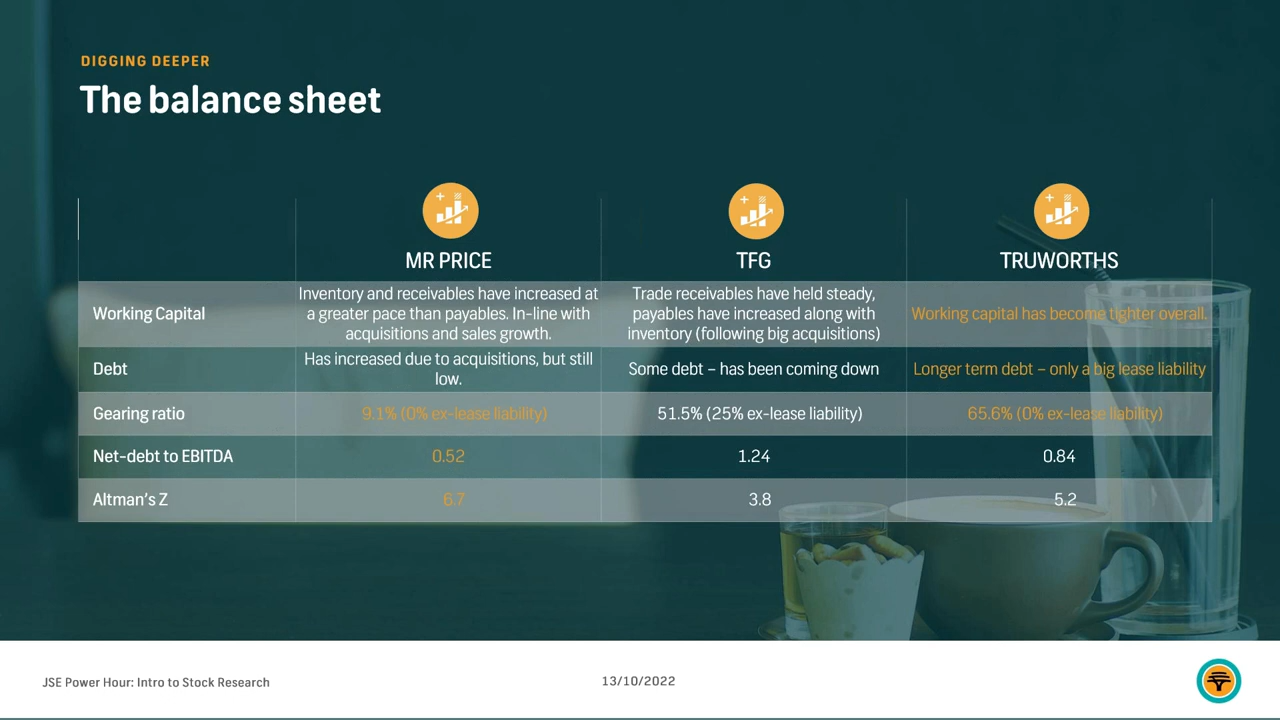 DIGGING DEEPER
The balance sheet
MR PRICE
TFG
TRUWORTHS
Working Capital
Inventory and receivables have increased at
a greater pace than payables. In-line with
acquisitions and sales growth.
Trade receivables have held steady,
payables have increased along with
inventory (following big acquisitions)
Working capital has become tighter overall.
Debt
Has increased due to acquisitions, but still
low.
Some debt – has been coming down
Longer term debt – only a big lease liability
Gearing ratio
9.1% (0% ex-lease liability)
51.5% (25% ex-lease liability)
65.6% (0% ex-lease liability)
Net-debt to EBITDA
0.52
1.24
0.84
Altman’s Z
6.7
3.8
5.2
JSE Power Hour: Intro to Stock Research
13/10/2022